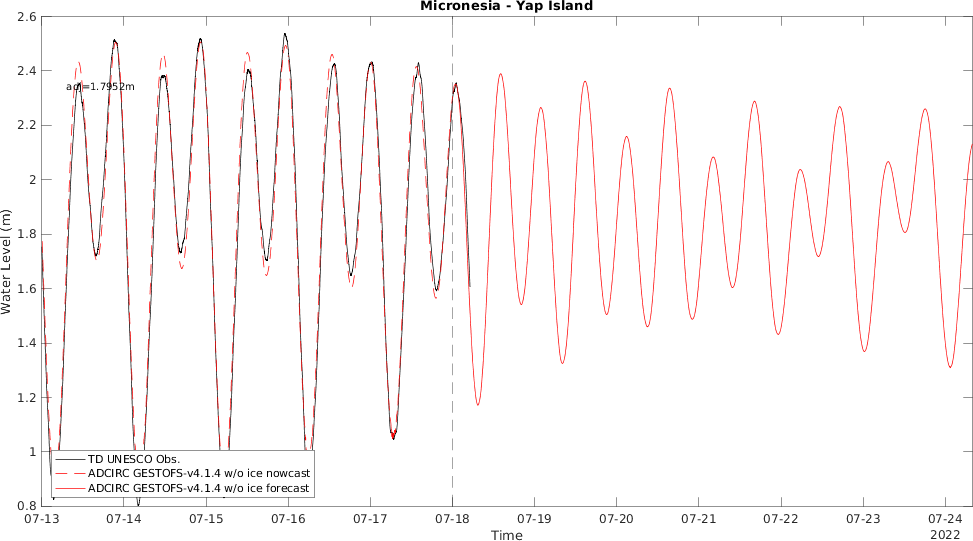 Micronesia - Yap Island
2.6
2.4
2.2
2
1.8
1.6
1.4
1.2
1
0.8
Water Level (m)
=1.7952m
TD UNESCO Obs.
ADCIRC GESTOFS-v4.1.4 w/o ice nowcast
ADCIRC GESTOFS-v4.1.4 w/o ice forecast
07-13 07-14 07-15 07-16 07-17 07-18 07-19 07-20 07-21 07-22 07-23 07-24
2022
Time